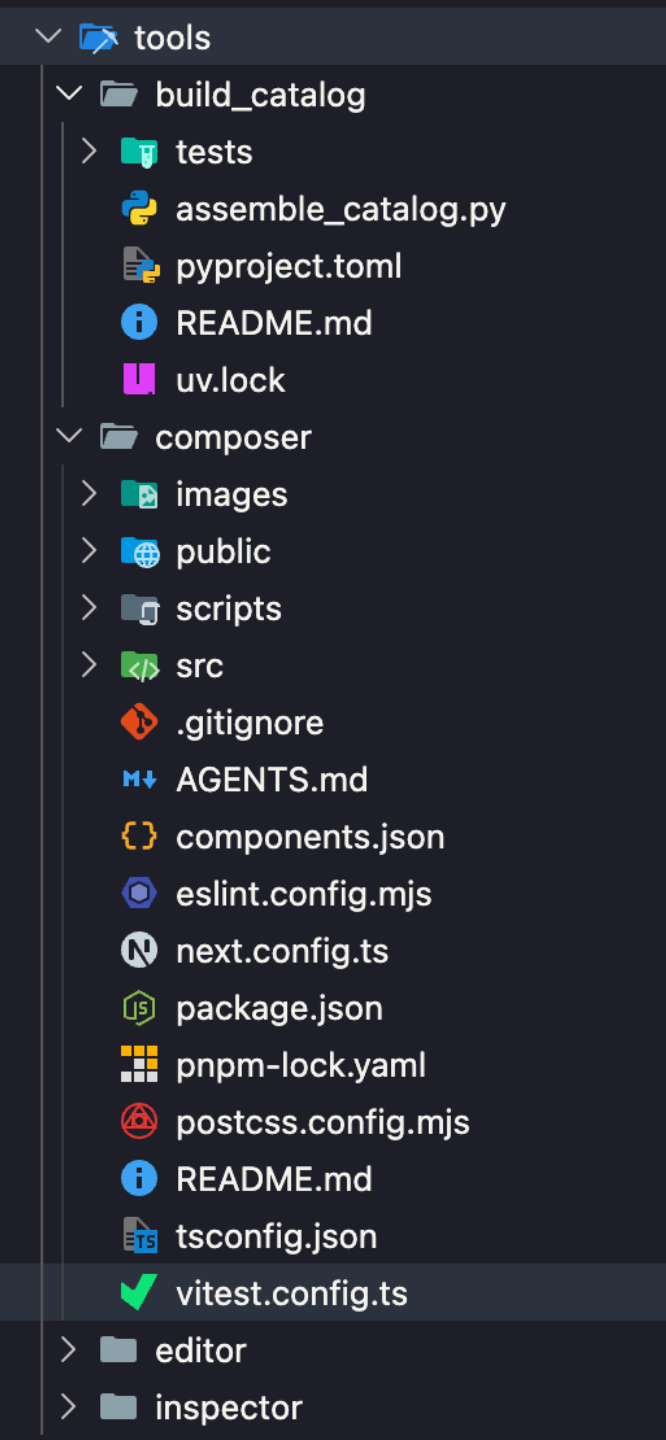 tools
build_catalog
tests
assemble_catalog.py
pyproject.toml
README.md
uv.lock
composer
images
public
scripts
src
.gitignore
AGENTS.md
components.json
eslint.config.mjs
next.config.ts
package.json
pnpm-lock.yaml
postcss.config.mjs
README.md
tsconfig.json
vitest.config.ts
editor
inspector